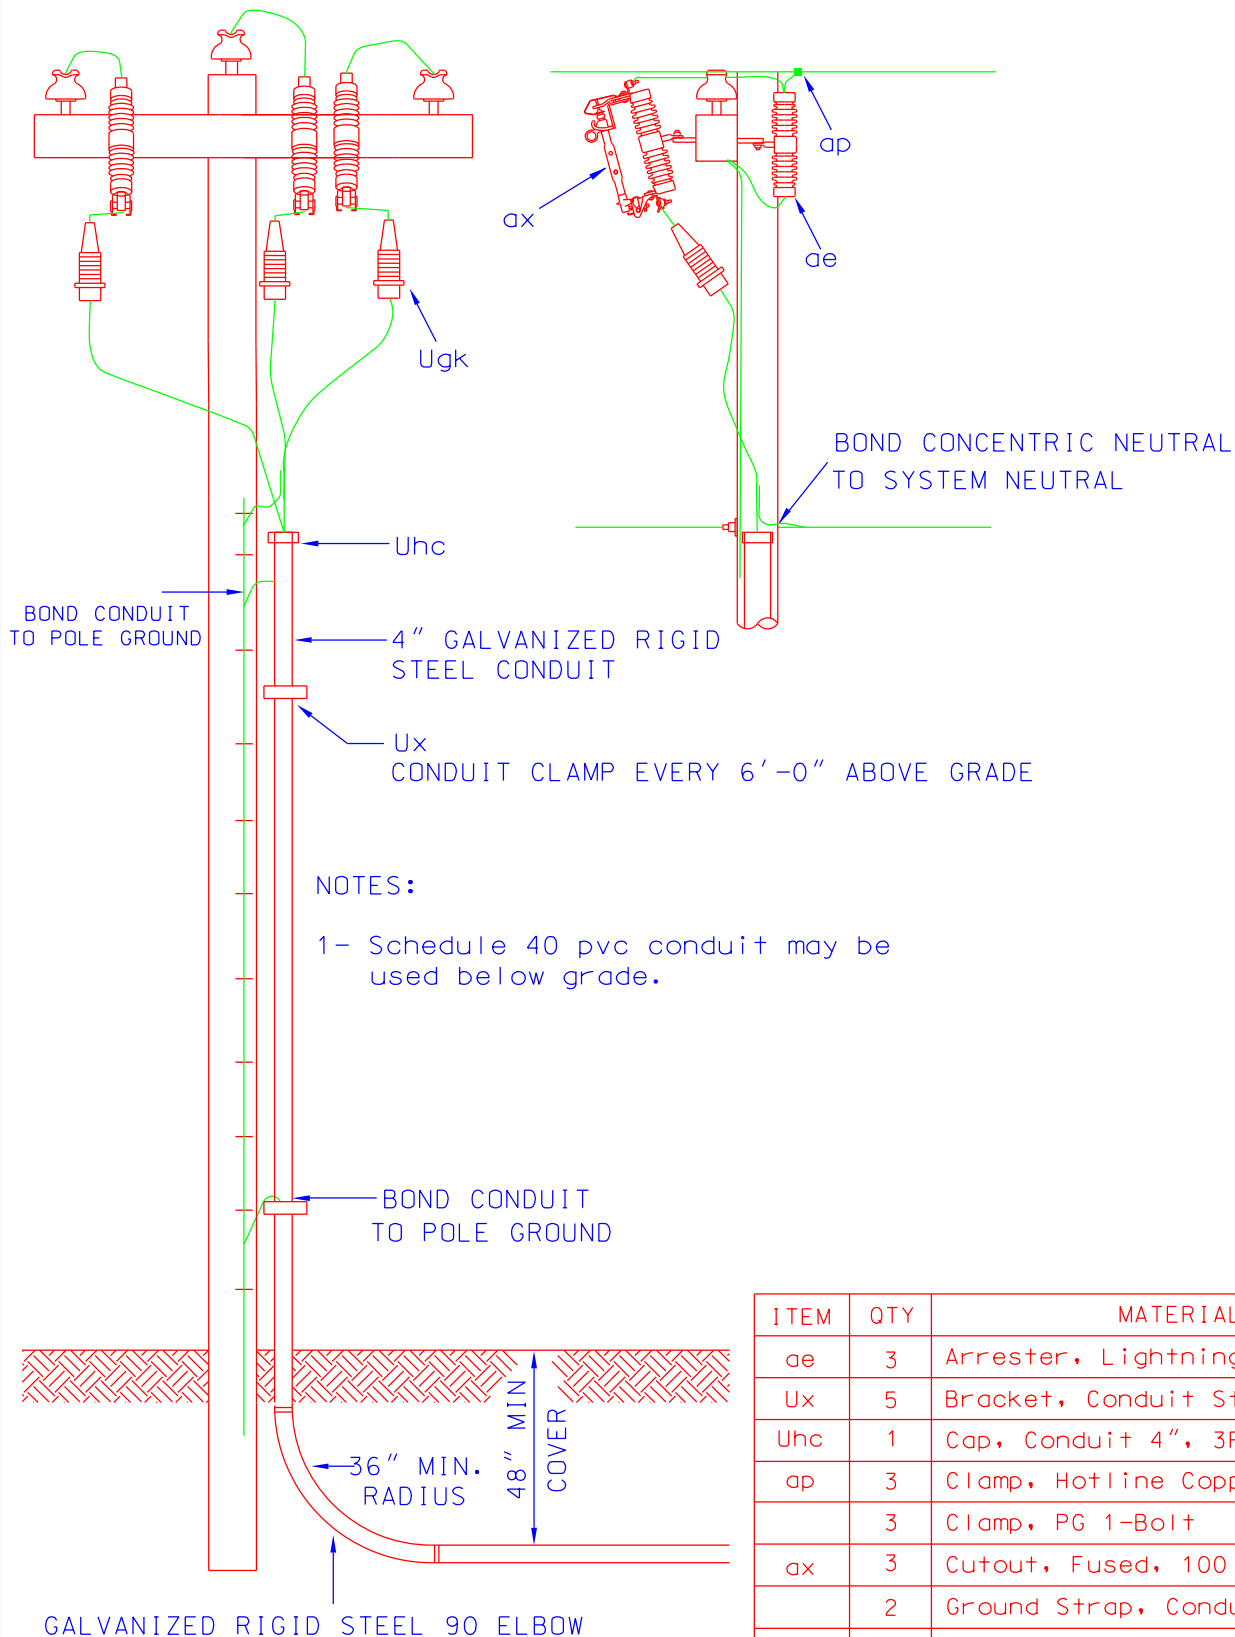 ap
ax
ae
Ugk
BOND CONCENTRIC NEUTRAL
TO SYSTEM NEUTRAL
Uhc
BOND CONDUIT
TO POLE GROUND
4" GALVANIZED RIGID
STEEL CONDUIT
Ux
CONDUIT CLAMP EVERY 6'-0" ABOVE GRADE
NOTES:
1- Schedule 40 pvc conduit may be
used below grade.
BOND CONDUIT
TO POLE GROUND
36" MIN.
RADIUS
48" MIN
COVER
GALVANIZED RIGID STEEL 90 ELBOW
ITEM QTY MATERIAL
ae 3 Arrester, Lightning
Ux 5 Bracket, Conduit
Uhc 1 Cap, Conduit 4",
ap 3 Clamp, Hotline
3 Clamp, PG 1-Bolt
ax 3 Cutout, Fused, 100
2 Ground Strap,